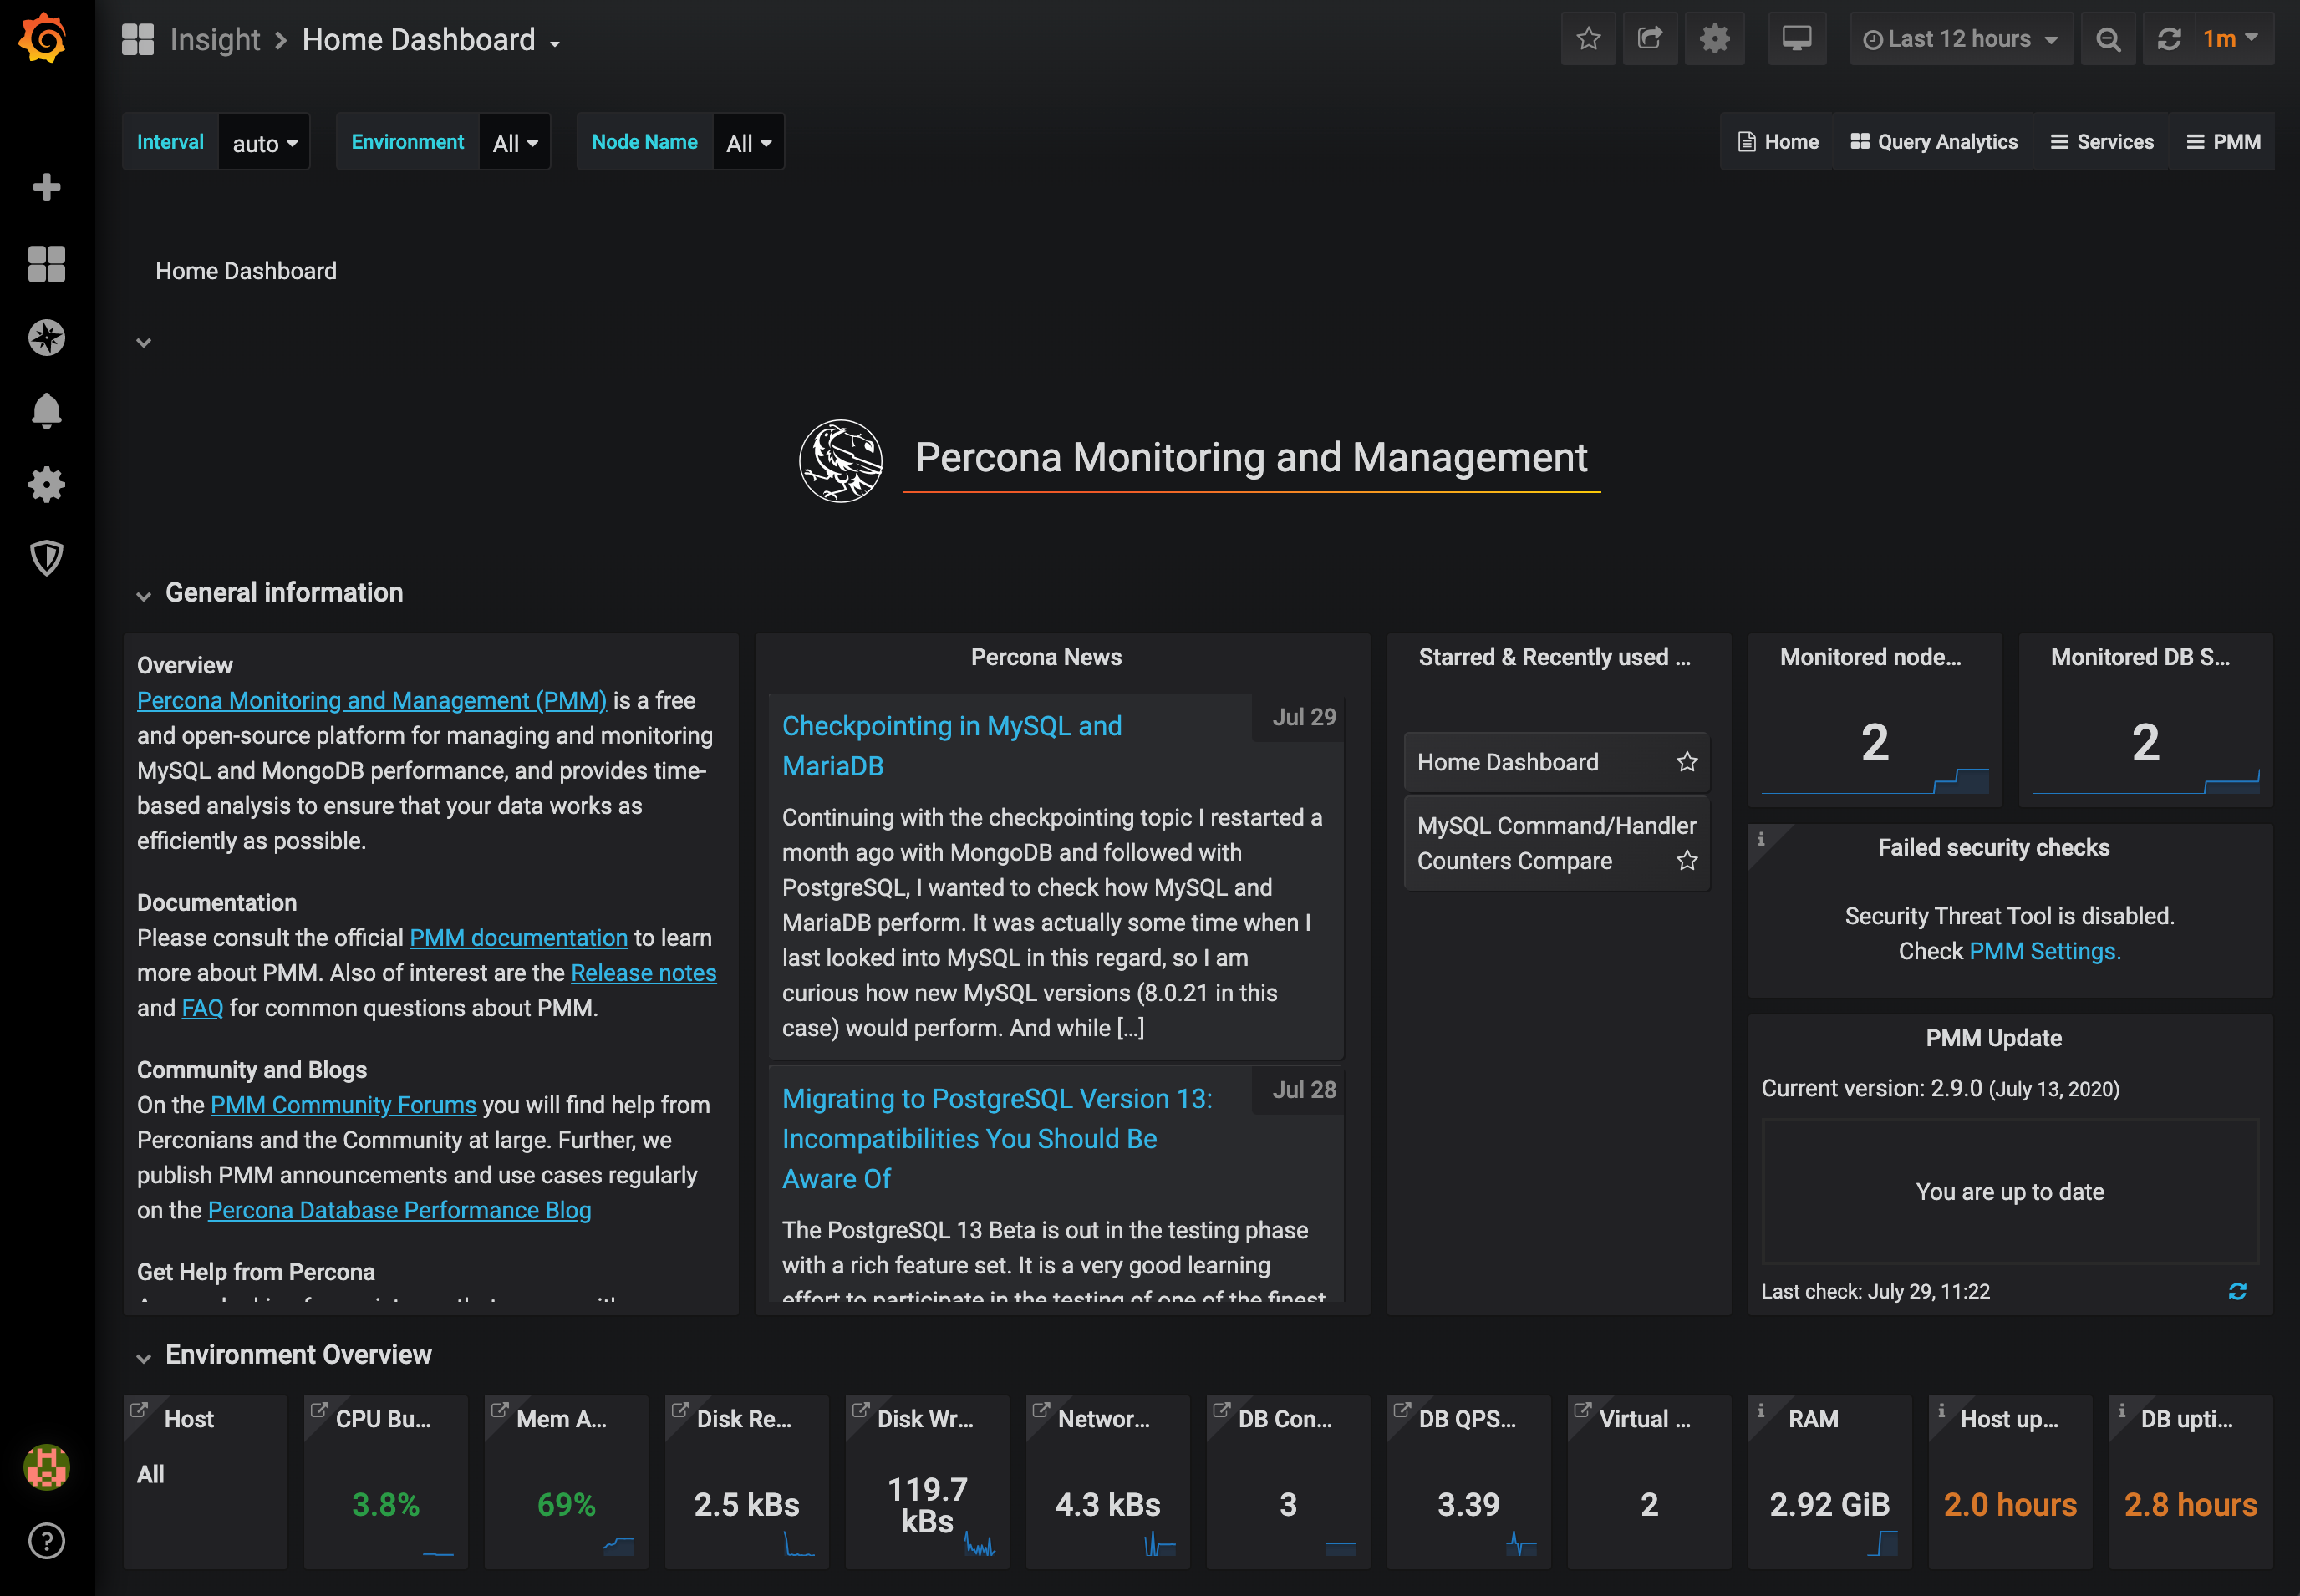 Insight > Home Dashboard
Last 12 hours
1m
Interval auto
Environment All
Node Name All
Home
Query Analytics
Services
PMM
Home Dashboard
Percona Monitoring and Management
General information
Overview
Percona Monitoring and Management (PMM) is a free
and open-source platform for managing and monitoring
MySQL and MongoDB performance, and provides time-
based analysis to ensure that your data works as
efficiently as possible.
Documentation
Please consult the official PMM documentation to learn
more about PMM. Also of interest are the Release notes
and FAQ for common questions about PMM.
Community and Blogs
On the PMM Community Forums you will find help from
Perconians and the Community at large. Further, we
publish PMM announcements and use cases regularly
on the Percona Database Performance Blog
Get Help from Percona
Percona News
Jul 29
Checkpointing in MySQL and
MariaDB
Continuing with the checkpointing topic I restarted a
month ago with MongoDB and followed with
PostgreSQL, I wanted to check how MySQL and
MariaDB perform. It was actually some time when I
last looked into MySQL in this regard, so I am
curious how new MySQL versions (8.0.21 in this
case) would perform. And while [...]
Jul 28
Migrating to PostgreSQL Version 13:
Incompatibilities You Should Be
Aware Of
The PostgreSQL 13 Beta is out in the testing phase
with a rich feature set. It is a very good learning
effort to participate in the testing of one of the finest
Starred & Recently used ...
Home Dashboard
MySQL Command/Handler
Counters Compare
Monitored node...
2
Monitored DB S...
2
Failed security checks
Security Threat Tool is disabled.
Check PMM Settings.
PMM Update
Current version: 2.9.0 (July 13, 2020)
You are up to date
Last check: July 29, 11:22
Environment Overview
Host
All
CPU Bu...
3.8%
Mem A...
69%
Disk Re...
2.5 kBs
Disk Wr...
119.7
kBs
Networ...
4.3 kBs
DB Con...
3
DB QPS...
3.39
Virtual ...
2
RAM
2.92 GiB
Host up...
2.0 hours
DB upti...
2.8 hours